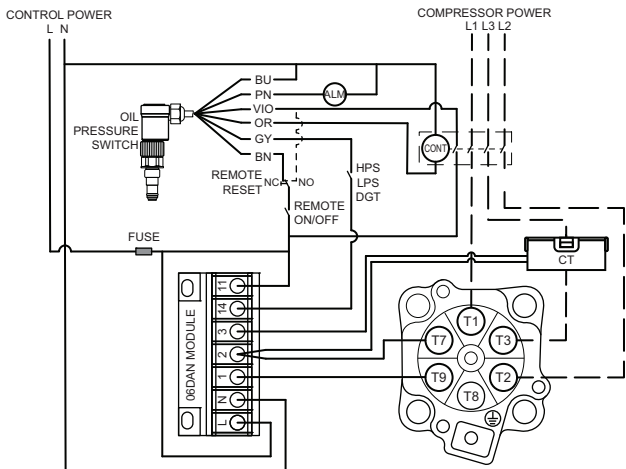 CONTROL POWER
L N
COMPRESSOR POWER
L1 L3 L2
OIL
PRESSURE
SWITCH
BU
PN
ALM
VIO
OR
GY
BN
CONT
REMOTE
RESET
NC
NO
HPS
LPS
DGT
REMOTE
ON/OFF
FUSE
CT
06DAN MODULE
11
14
3
2
1
N
L
T1
T7
T3
T9
T2
T8